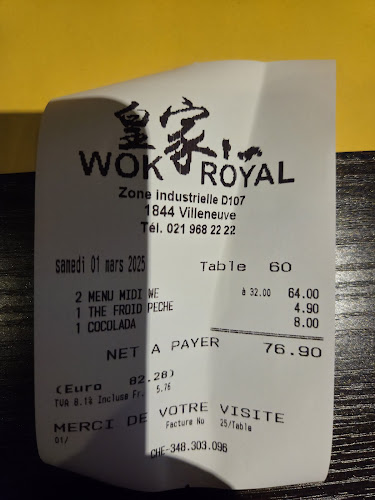 皇家
WOK ROYAL
Zone industrielle D107
1844 Villeneuve
Tél. 021 968 22 22
samedi 01 mars 2025 Table 60
2 MENU MIDI WE à 32.00 64.00
1 THE FROID PECHE 4.90
1 COCOLADA 8.00
NET A PAYER 76.90
(Euro 82.28)
TVA 8.1% Incluse Fr. 5.76
MERCI DE VOTRE VISITE
01/ Facture No 25/Table
CHE-348.303.096